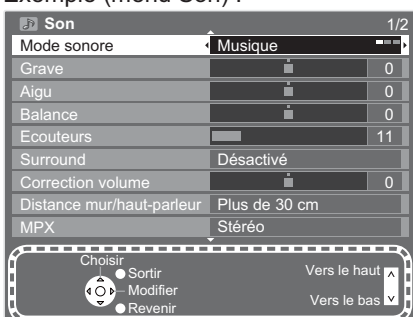 Exemple (menu Son) :
Son 1/2
Mode sonore Musique
Grave 0
Aigu 0
Balance 0
Ecouteurs 11
Surround Désactivé
Correction volume 0
Distance mur/haut-parleur Plus de 30 cm
MPX Stéréo
Choisir
Sortir
Modifier
Revenir
Vers le haut
Vers le bas